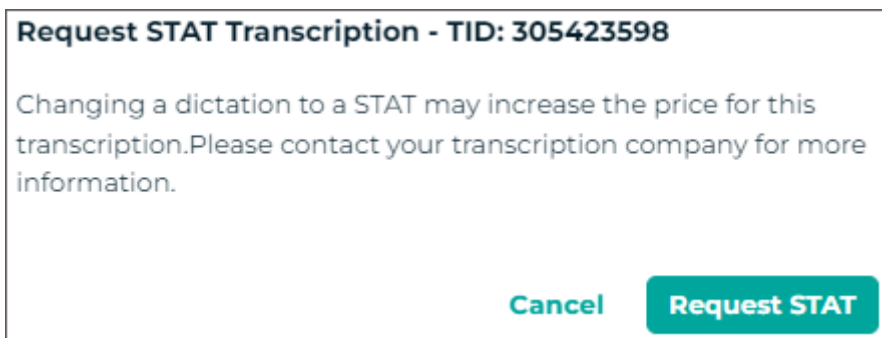 Request STAT Transcription - TID: 305423598
Changing a dictation to a STAT may increase the price for this
transcription.Please contact your transcription company for more
information.
Cancel Request STAT